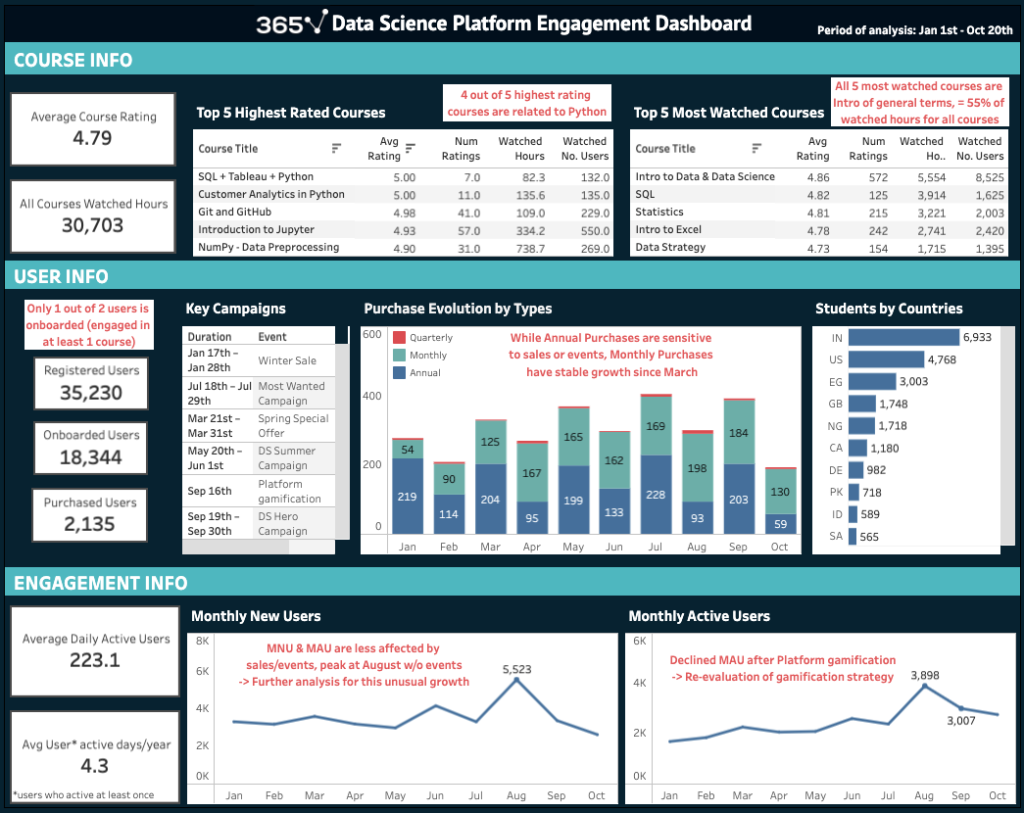 365 Data Science Platform Engagement Dashboard
Period of analysis: Jan 1st - Oct 20th
COURSE INFO
Average Course Rating
4.79
All Courses Watched Hours
30,703
Top 5 Highest Rated Courses
4 out of 5 highest rating
courses are related to Python
Course Title Avg Rating Num Ratings Watched Hours Watched No. Users
SQL + Tableau + Python 5.00 7.0 82.3 132.0
Customer Analytics in Python 5.00 11.0 135.6 135.0
Git and GitHub 4.98 41.0 109.0 229.0
Introduction to Jupyter 4.93 57.0 334.2 550.0
NumPy - Data Preprocessing 4.90 31.0 738.7 269.0
Top 5 Most Watched Courses
All 5 most watched courses are
Intro of general terms, = 55% of
watched hours for all courses
Course Title Avg Rating Num Ratings Watched Ho.. Watched No. Users
Intro to Data & Data Science 4.86 572 5,554 8,525
SQL 4.82 125 3,914 1,625
Statistics 4.81 215 3,221 2,003
Intro to Excel 4.78 242 2,741 2,420
Data Strategy 4.73 154 1,715 1,395
USER INFO
Only 1 out of 2 users is
onboarded (engaged in
at least 1 course)
Registered Users
35,230
Onboarded Users
18,344
Purchased Users
2,135
Key Campaigns
Duration Event
Jan 17th – Jan 28th Winter Sale
Jul 18th – Jul 29th Most Wanted Campaign
Mar 21st– Mar 31st Spring Special Offer
May 20th – Jun 1st DS Summer Campaign
Sep 16th Platform gamification
Sep 19th – Sep 30th DS Hero Campaign
Purchase Evolution by Types
While Annual Purchases are sensitive
to sales or events, Monthly Purchases
have stable growth since March
Quarterly
Monthly
Annual
600
400
200
0
54 90 125 167 165 162 169 198 184 130
219 114 204 95 199 133 228 93 203 59
Jan Feb Mar Apr May Jun Jul Aug Sep Oct
Students by Countries
IN 6,933
US 4,768
EG 3,003
GB 1,748
NG 1,718
CA 1,180
DE 982
PK 718
ID 589
SA 565
ENGAGEMENT INFO
Average Daily Active Users
223.1
Avg User* active days/year
4.3
*users who active at least once
Monthly New Users
MNU & MAU are less affected by
sales/events, peak at August w/o events
-> Further analysis for this unusual growth
8K
6K
4K
2K
0K
5,523
Jan Feb Mar Apr May Jun Jul Aug Sep Oct
Monthly Active Users
Declined MAU after Platform gamification
-> Re-evaluation of gamification strategy
6K
4K
2K
0K
3,898
3,007
Jan Feb Mar Apr May Jun Jul Aug Sep Oct